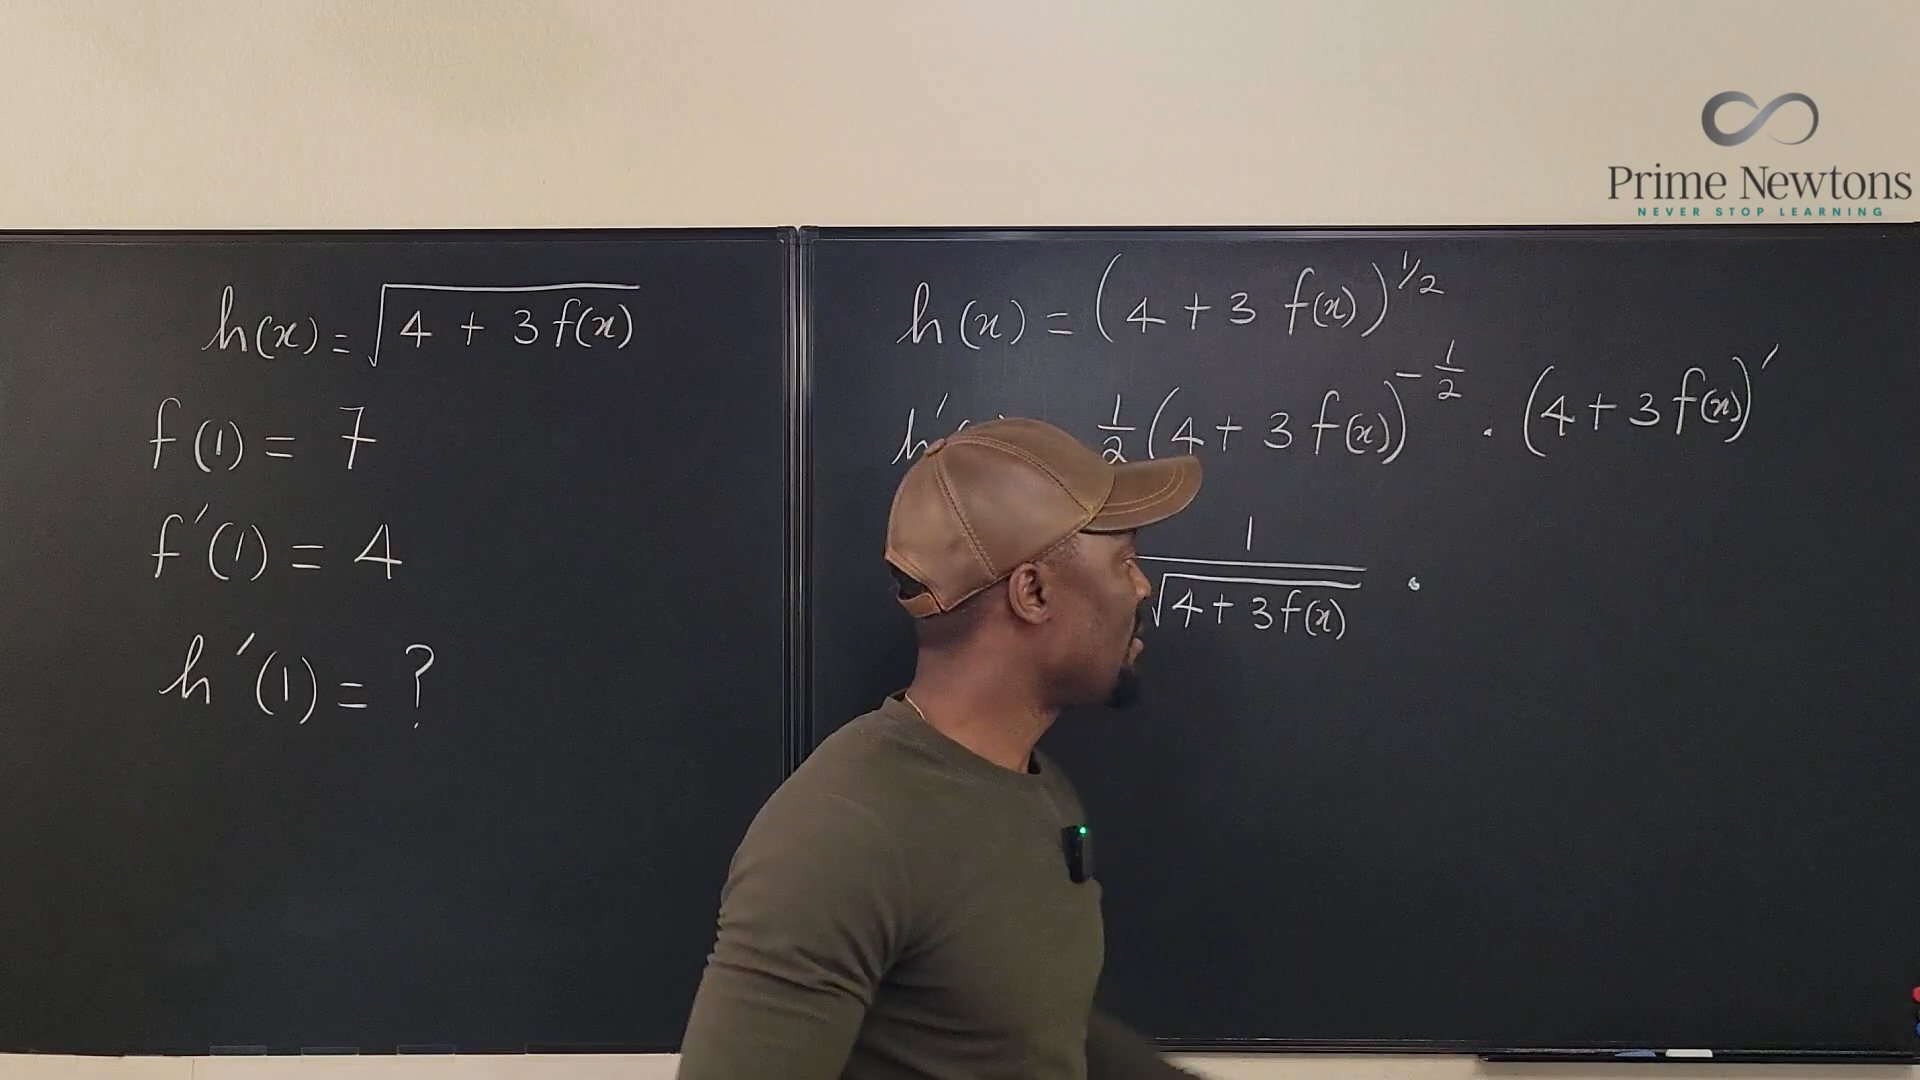 Prime Newtons
NEVER STOP LEARNING
h(x) = √(4 + 3f(x))
f(1) = 7
f′(1) = 4
h′(1) = ?
h(x) = (4 + 3 f(x))^1/2
h′ 1/2 (4 + 3 f(x))^-1/2 · (4 + 3 f(x))′
1/√(4 + 3f(x)) ·